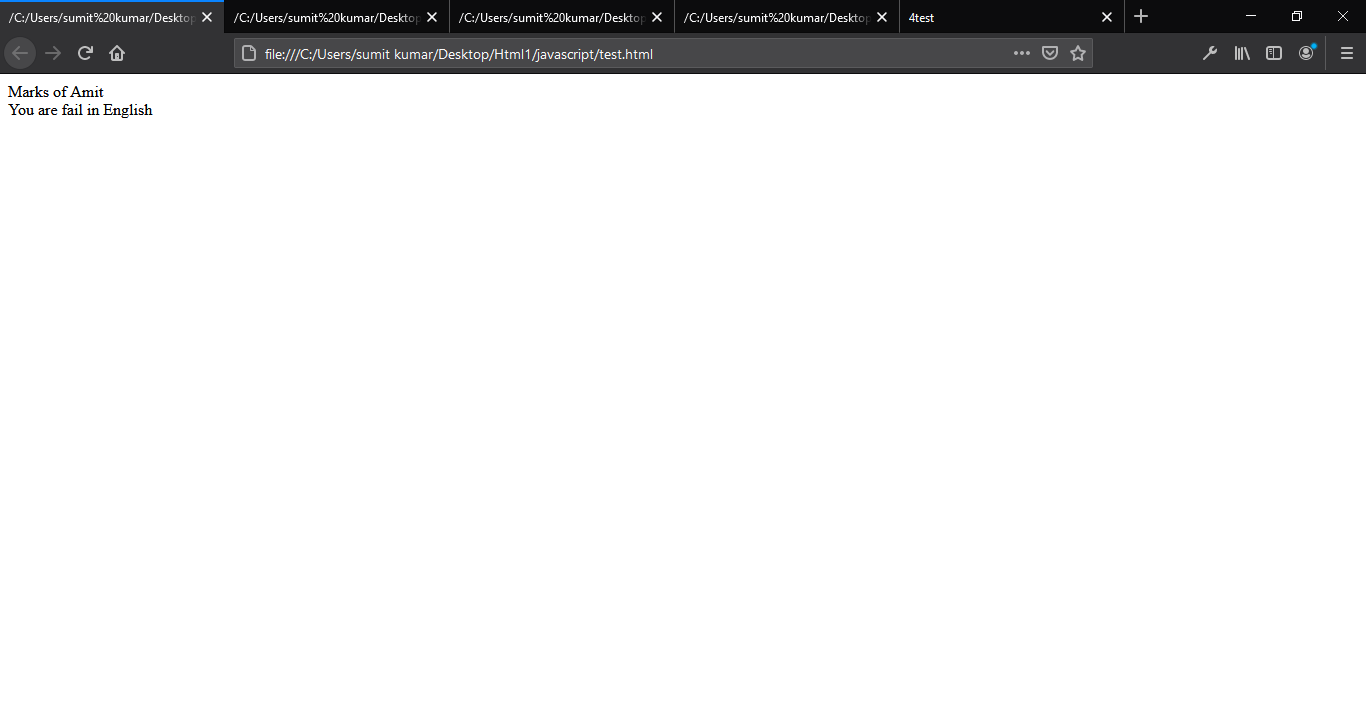 /C:/Users/sumit%20kumar/Desktop
/C:/Users/sumit%20kumar/Desktop
/C:/Users/sumit%20kumar/Desktop
/C:/Users/sumit%20kumar/Desktop
4test
file:///C:/Users/sumit kumar/Desktop/Html1/javascript/test.html
Marks of Amit
You are fail in English